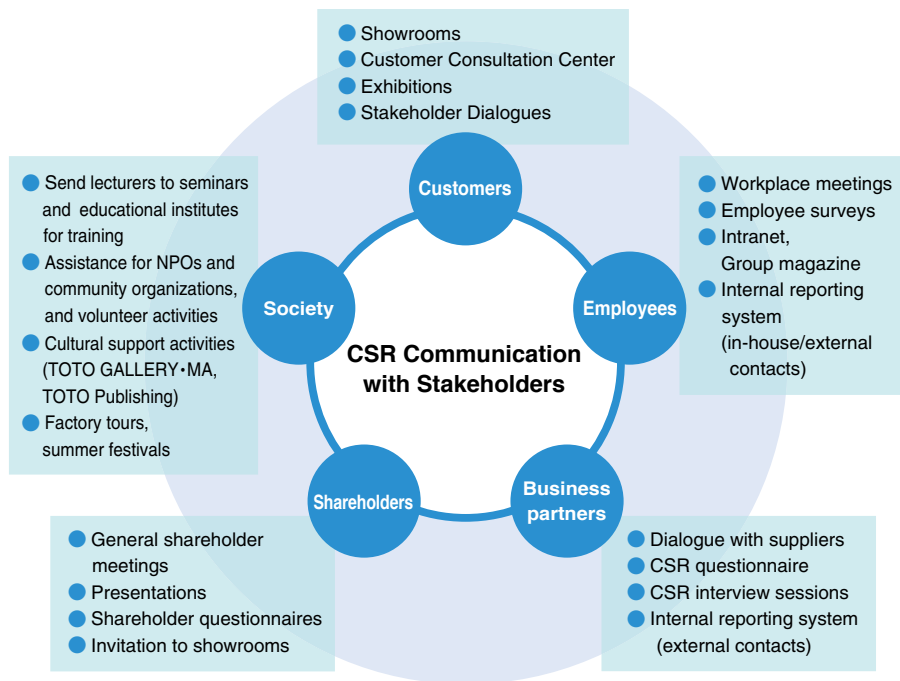 Showrooms
Customer Consultation Center
Exhibitions
Stakeholder Dialogues
Customers
Send lecturers to seminars
and educational institutes
for training
Assistance for NPOs and
community organizations,
and volunteer activities
Cultural support activities
(TOTO GALLERY・MA,
TOTO Publishing)
Factory tours,
summer festivals
Society
Workplace meetings
Employee surveys
Intranet,
Group magazine
Internal reporting
system
(in-house/external
contacts)
Employees
CSR Communication
with Stakeholders
Shareholders
Business
partners
General shareholder
meetings
Presentations
Shareholder questionnaires
Invitation to showrooms
Dialogue with suppliers
CSR questionnaire
CSR interview sessions
Internal reporting system
(external contacts)